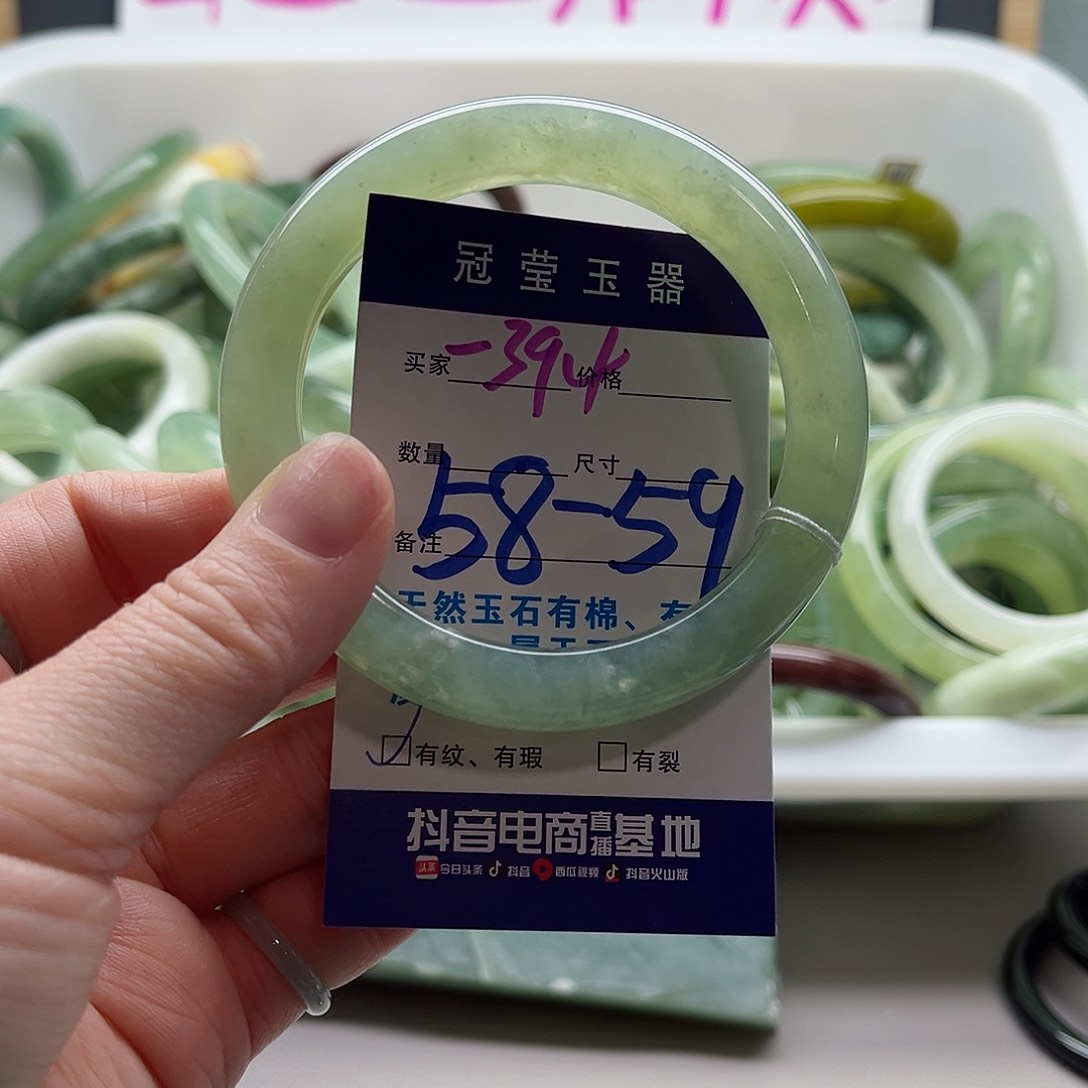 冠莹玉器
买家 -39 价格
数量 尺寸
58-59
备注
天然玉石有棉、有
有纹、有瑕 有裂
抖音电商直播基地
今日头条 抖音 西瓜视频 抖音火山版